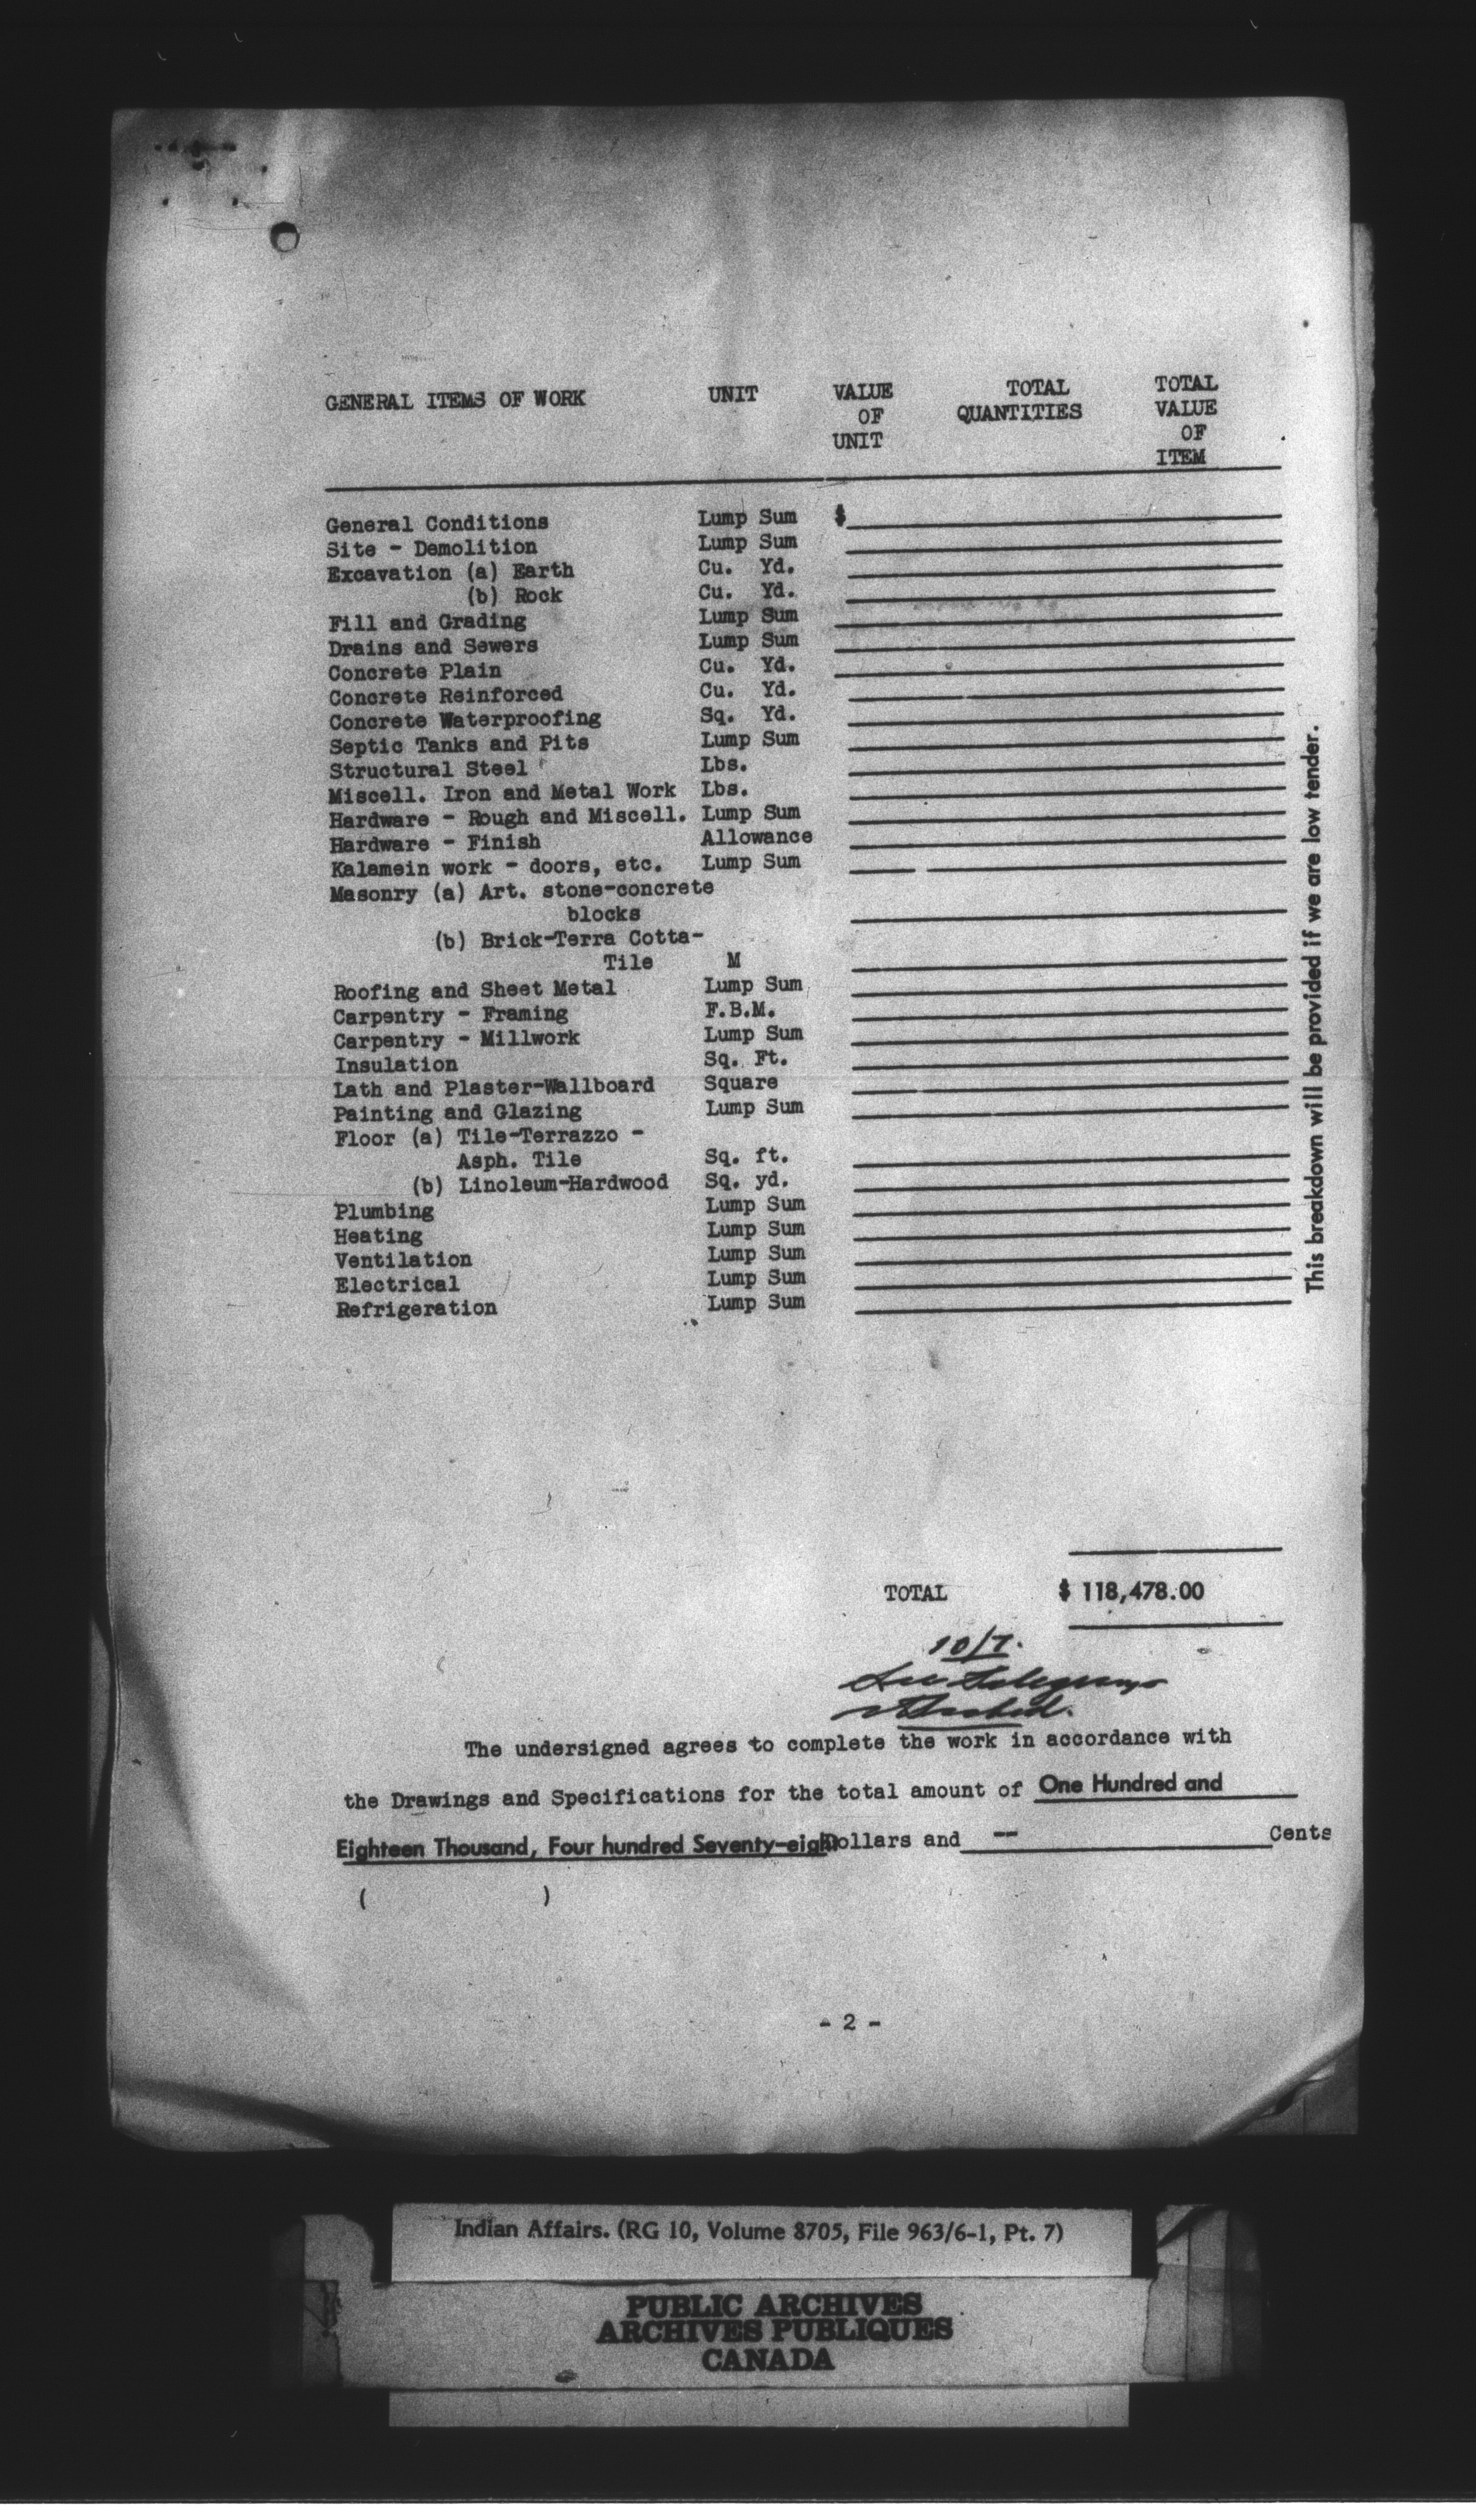 GENERAL ITEMS OF WORK UNIT VALUE OF UNIT TOTAL QUANTITIES TOTAL VALUE OF ITEM
General Conditions Lump Sum $
Site - Demolition Lump Sum
Excavation (a) Earth Cu. Yd.
(b) Rock Cu. Yd.
Fill and Grading Lump Sum
Drains and Sewers Lump Sum
Concrete Plain Cu. Yd.
Concrete Reinforced Cu. Yd.
Concrete Waterproofing Sq. Yd.
Septic Tanks and Pits Lump Sum
Structural Steel Lbs.
Miscell. Iron and Metal Work Lbs.
Hardware - Rough and Miscell. Lump Sum
Hardware - Finish Allowance
Kalamein work - doors, etc. Lump Sum
Masonry (a) Art. stone-concrete
blocks
(b) Brick-Terra Cotta-
Tile M
Roofing and Sheet Metal Lump Sum
Carpentry - Framing F.B.M.
Carpentry - Millwork Lump Sum
Insulation Sq. Ft.
Lath and Plaster-Wallboard Square
Painting and Glazing Lump Sum
Floor (a) Tile-Terrazzo -
Asph. Tile Sq. ft.
(b) Linoleum-Hardwood Sq. yd.
Plumbing Lump Sum
Heating Lump Sum
Ventilation Lump Sum
Electrical Lump Sum
Refrigeration Lump Sum
This breakdown will be provided if we are low tender.
TOTAL $ 118,478.00
10/7.
See Telegram
attached.
The undersigned agrees to complete the work in accordance with
the Drawings and Specifications for the total amount of One Hundred and
Eighteen Thousand, Four hundred Seventy-eight Dollars and -- Cents
( )
- 2 -
Indian Affairs. (RG 10, Volume 8705, File 963/6-1, Pt. 7)
PUBLIC ARCHIVES
ARCHIVES PUBLIQUES
CANADA